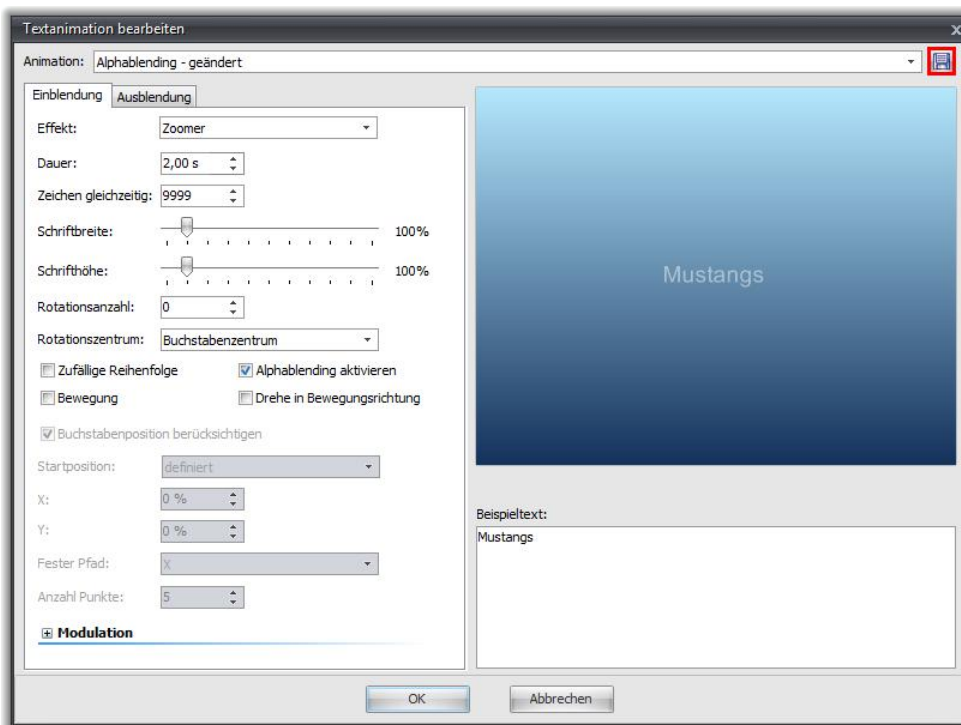 Textanimation bearbeiten
x
Animation: Alphablending - geändert
Einblendung Ausblendung
Effekt: Zoomer
Dauer: 2,00 s
Zeichen gleichzeitig: 9999
Schriftbreite: 100%
Schrifthöhe: 100%
Rotationsanzahl: 0
Rotationszentrum: Buchstabenzentrum
Zufällige Reihenfolge Alphablending aktivieren
Bewegung Drehe in Bewegungsrichtung
Buchstabenposition berücksichtigen
Startposition: definiert
X: 0 %
Y: 0 %
Fester Pfad: X
Anzahl Punkte: 5
Modulation
Mustangs
Beispieltext:
Mustangs
OK Abbrechen